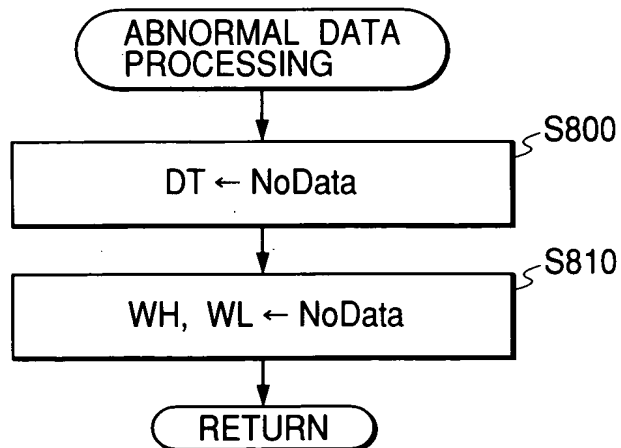 ABNORMAL DATA
PROCESSING
S800
DT ← NoData
S810
WH, WL ← NoData
RETURN